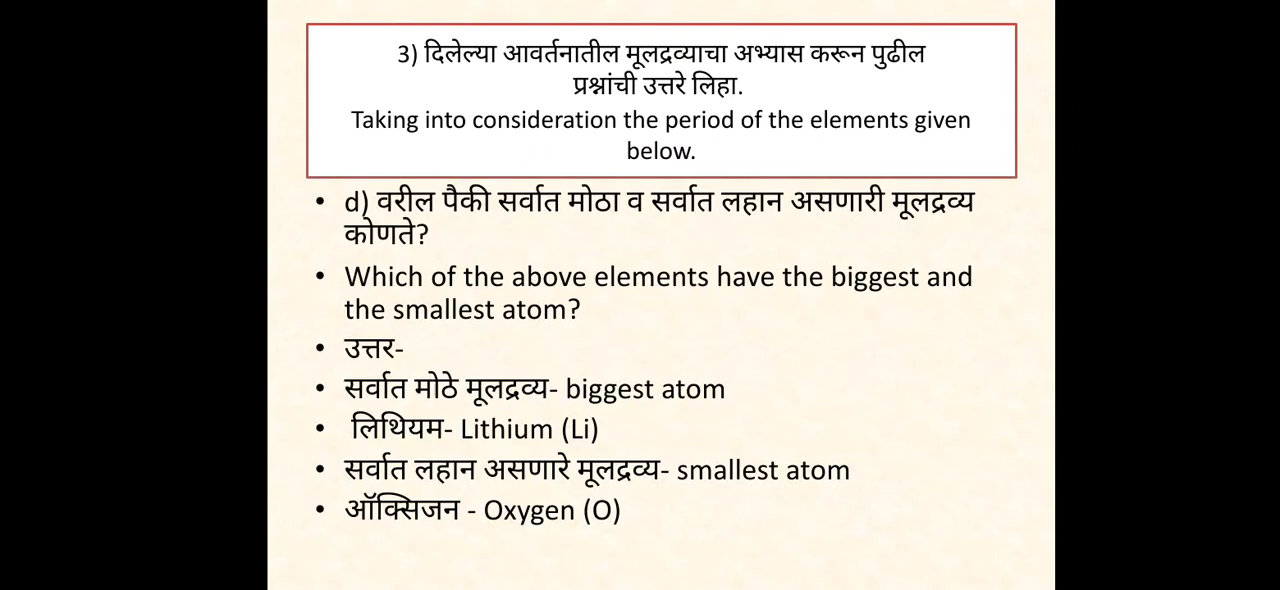 3) दिलेल्या आवर्तनातील मूलद्रव्याचा अभ्यास करून पुढील
प्रश्नांची उत्तरे लिहा.
Taking into consideration the period of the elements given
below.
• d) वरील पैकी सर्वात मोठा व सर्वात लहान असणारी मूलद्रव्य
कोणते?
• Which of the above elements have the biggest and
the smallest atom?
• उत्तर-
• सर्वात मोठे मूलद्रव्य- biggest atom
• लिथियम- Lithium (Li)
• सर्वात लहान असणारे मूलद्रव्य- smallest atom
• ऑक्सिजन - Oxygen (O)